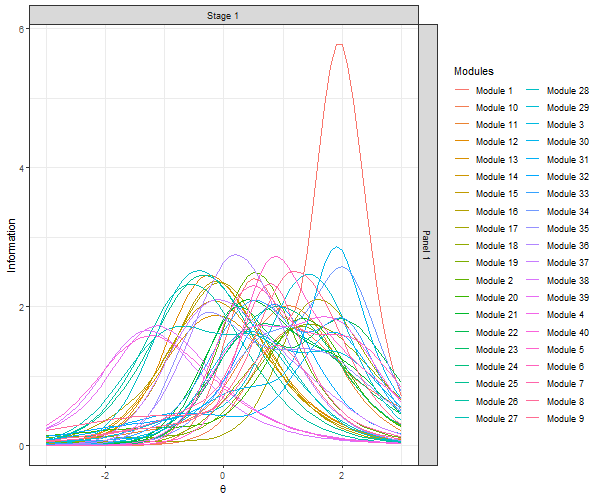 Stage 1
6
4
2
0
Information
-2
0
2
θ
Panel 1
Modules
Module 1
Module 10
Module 11
Module 12
Module 13
Module 14
Module 15
Module 16
Module 17
Module 18
Module 19
Module 2
Module 20
Module 21
Module 22
Module 23
Module 24
Module 25
Module 26
Module 27
Module 28
Module 29
Module 3
Module 30
Module 31
Module 32
Module 33
Module 34
Module 35
Module 36
Module 37
Module 38
Module 39
Module 4
Module 40
Module 5
Module 6
Module 7
Module 8
Module 9